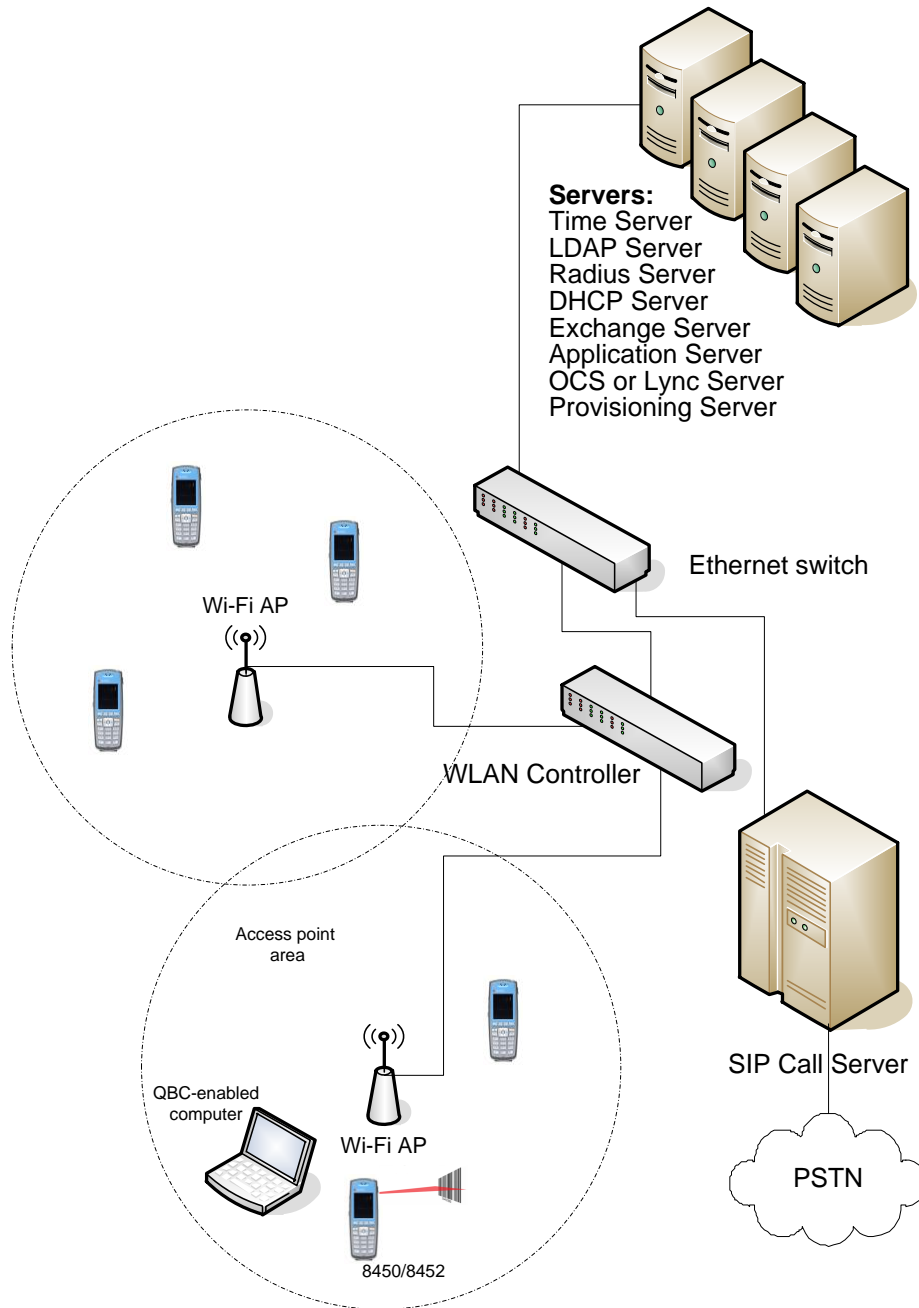 Servers:
Time Server
LDAP Server
Radius Server
DHCP Server
Exchange Server
Application Server
OCS or Lync Server
Provisioning Server
Ethernet switch
Wi-Fi AP
WLAN Controller
Access point
area
SIP Call Server
QBC-enabled
computer
Wi-Fi AP
PSTN
8450/8452